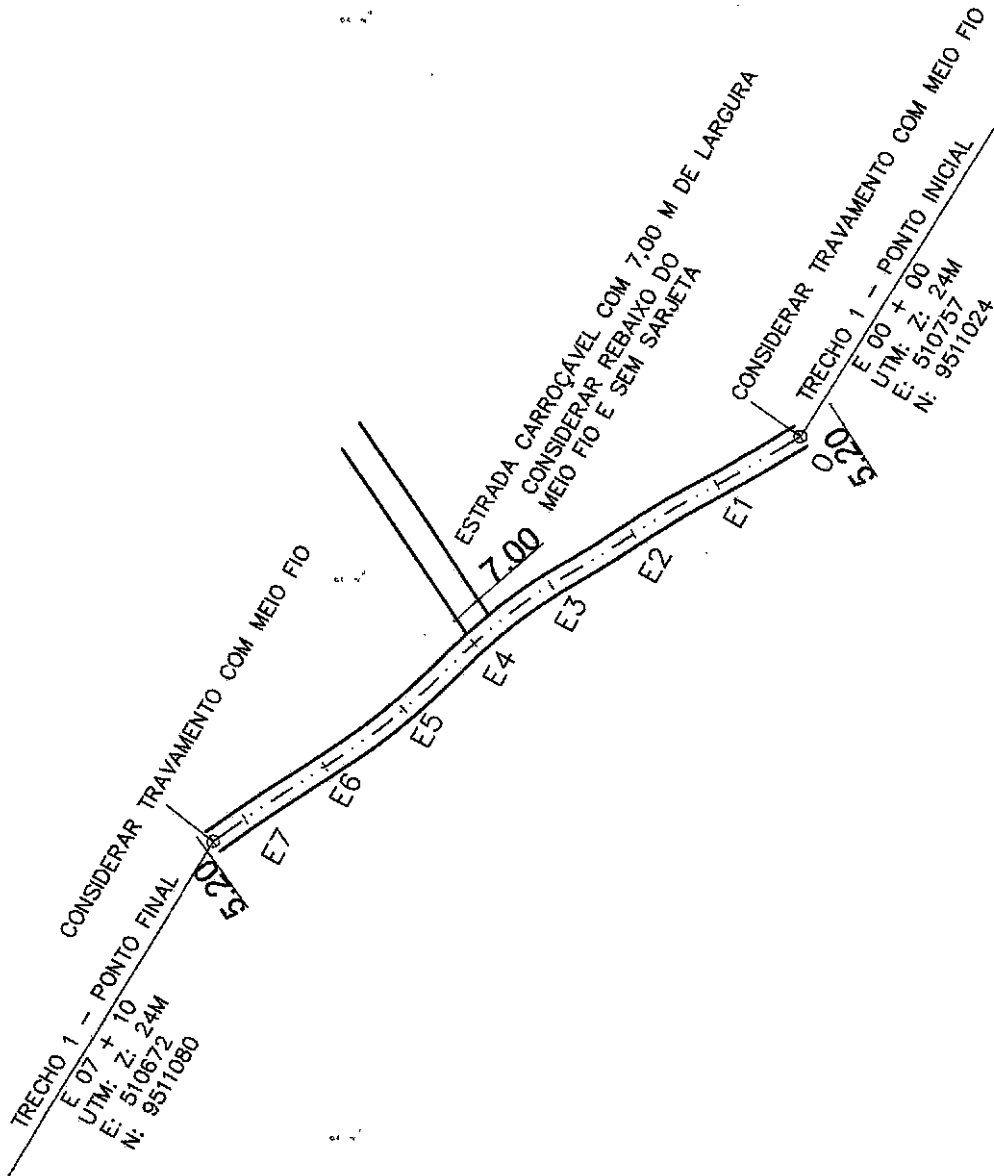 CONSIDERAR TRAVAMENTO COM MEIO FIO
TRECHO 1 - PONTO FINAL
E 07 + 10
UTM: Z: 24M
E: 510672
N: 9511080
5.20
E7
E6
E5
E4
E3
E2
E1
0
5.20
7.00
ESTRADA CARROÇÁVEL COM 7,00 M DE LARGURA
CONSIDERAR REBAIXO DO
MEIO FIO E SEM SARJETA
CONSIDERAR TRAVAMENTO COM MEIO FIO
TRECHO 1 - PONTO INICIAL
E 00 + 00
UTM: Z: 24M
E: 510757
N: 9511024